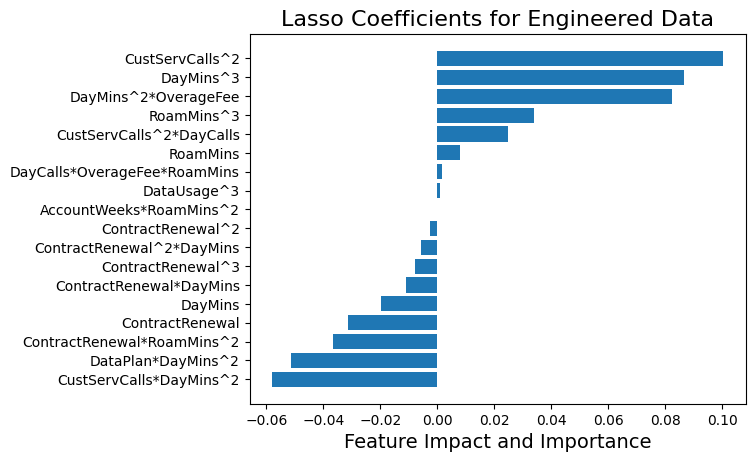 Lasso Coefficients for Engineered Data
CustServCalls^2
DayMins^3
DayMins^2*OverageFee
RoamMins^3
CustServCalls^2*DayCalls
RoamMins
DayCalls*OverageFee*RoamMins
DataUsage^3
AccountWeeks*RoamMins^2
ContractRenewal^2
ContractRenewal^2*DayMins
ContractRenewal^3
ContractRenewal*DayMins
DayMins
ContractRenewal
ContractRenewal*RoamMins^2
DataPlan*DayMins^2
CustServCalls*DayMins^2
−0.06 −0.04 −0.02 0.00 0.02 0.04 0.06 0.08 0.10
Feature Impact and Importance